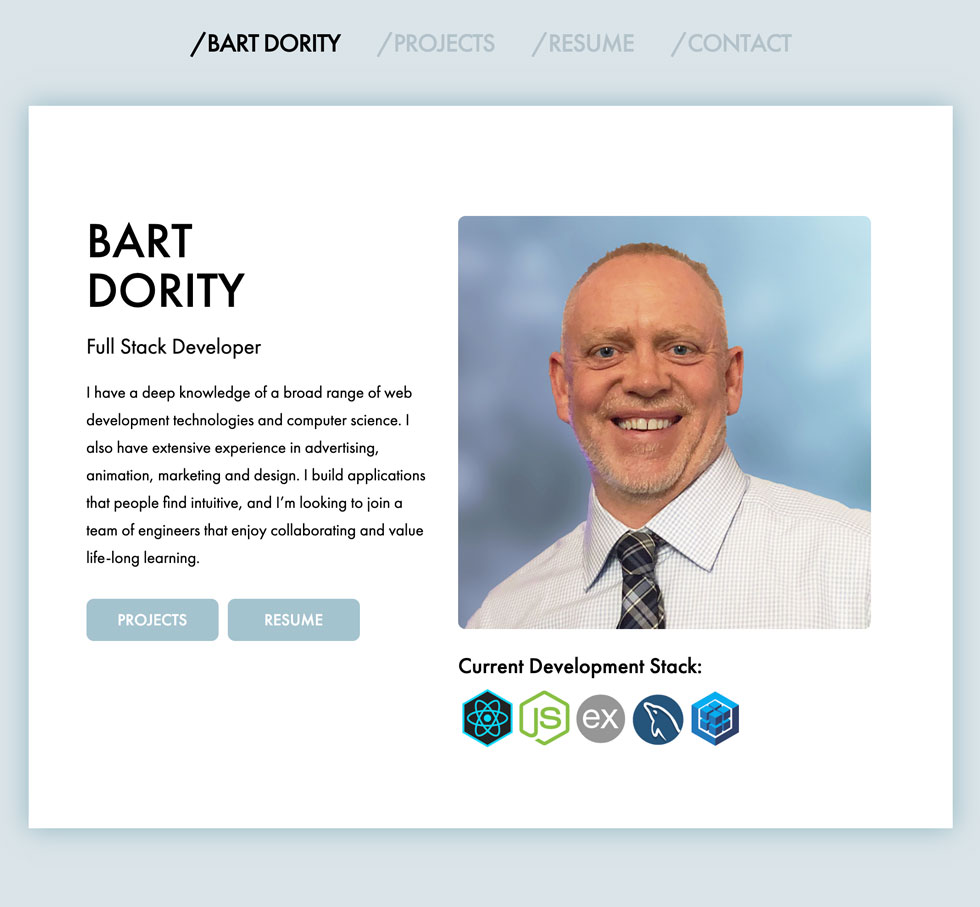 /BART DORITY /PROJECTS /RESUME /CONTACT
BART
DORITY
Full Stack Developer
I have a deep knowledge of a broad range of web
development technologies and computer science. I
also have extensive experience in advertising,
animation, marketing and design. I build applications
that people find intuitive, and I’m looking to join a
team of engineers that enjoy collaborating and value
life-long learning.
PROJECTS RESUME
Current Development Stack:
JS ex